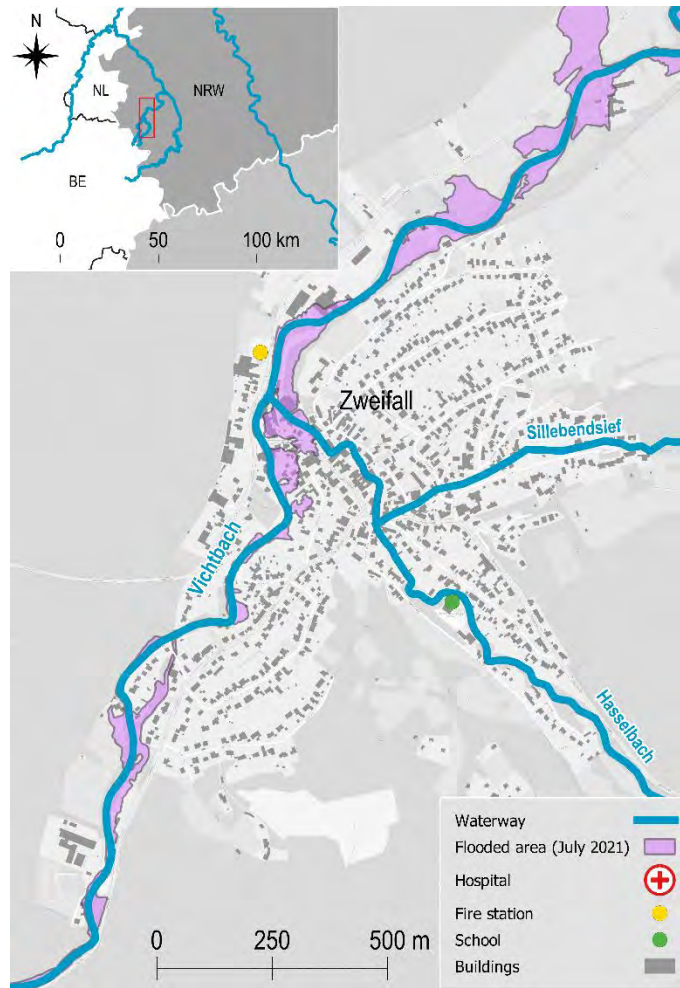 N
NL
NRW
BE
0 50 100 km
Zweifall
Sillebendsief
Vichtbach
Hasselbach
Waterway
Flooded area (July 2021)
Hospital
Fire station
School
Buildings
0 250 500 m